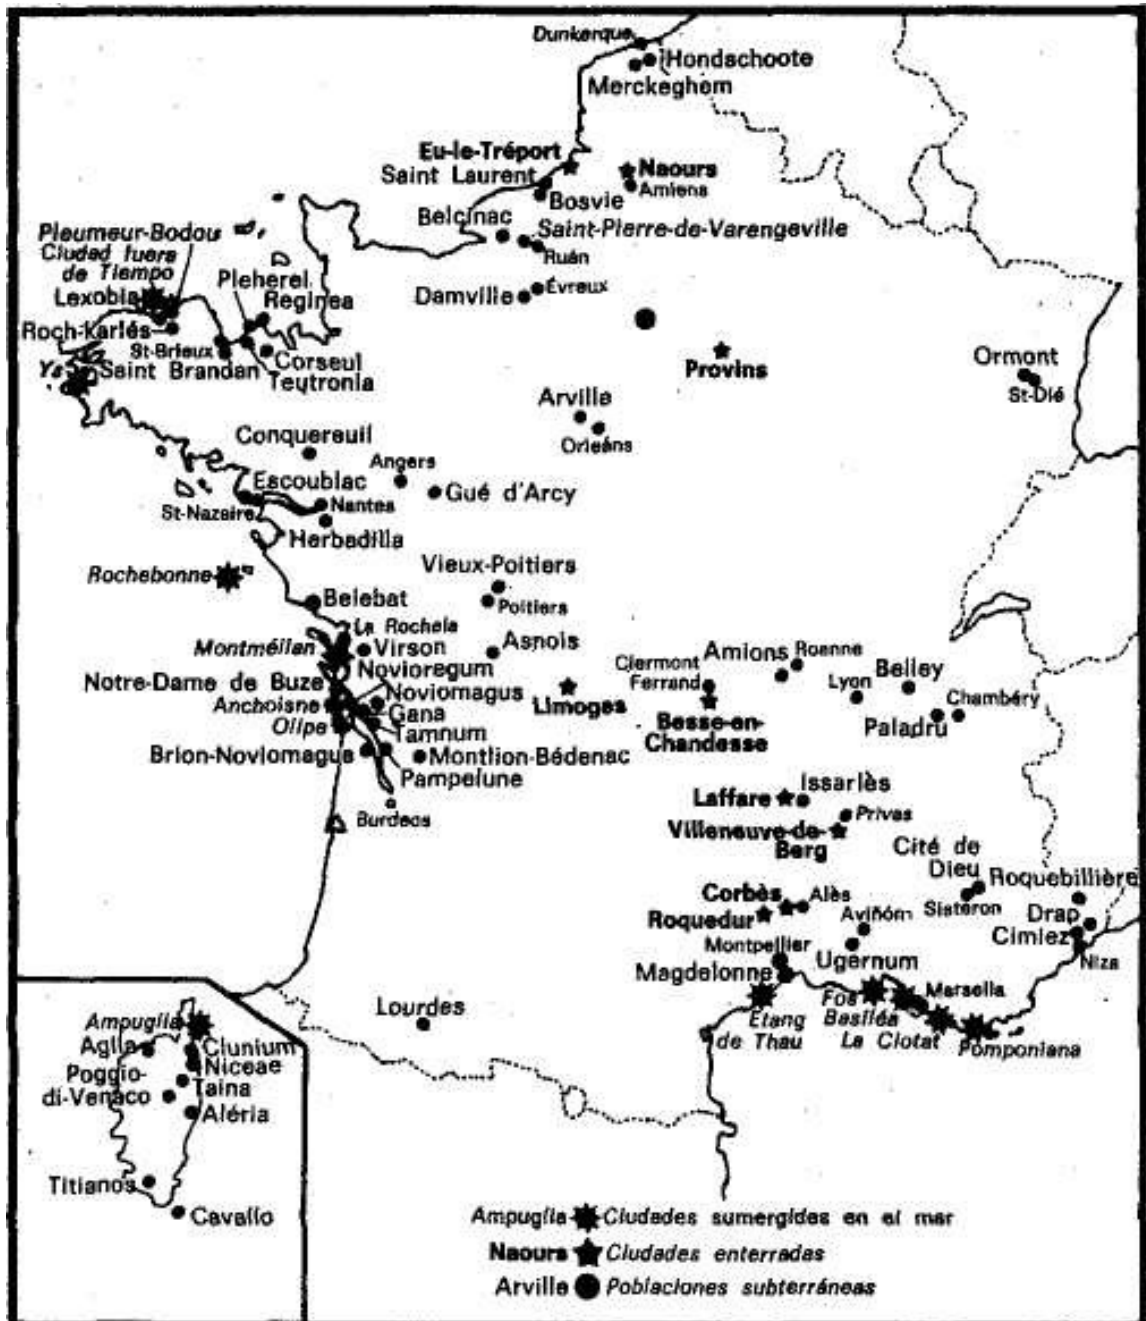 Dunkerque
Hondschoote
Merckeghem
Eu-le-Tréport
Saint Laurent
Naours
Amiens
Bosvie
Belcinac
Saint-Pierre-de-Varengeville
Ruán
Pleumeur-Bodou
Ciudad fuera
de Tiempo
Lexobia
Pleherel
Reginea
Damville
Évreux
Roch-Karlés
St-Brieux
Corseul
Ys
Saint Brandan
Teutronia
Provins
Ormont
St-Dié
Arville
Orleáns
Conquereuil
Angers
Gué d'Arcy
Escoublac
St-Nazaire
Nantes
Herbadilla
Rochebonne
Vieux-Poitiers
Poitiers
Belebat
La Rochela
Montméilan
Virson
Asnois
Novioregum
Notre-Dame de Buze
Noviomagus
Anchoisne
Gana
Olipe
Tamnum
Brion-Noviomagus
Montlion-Bédenac
Pampelune
Burdeos
Limoges
Clermont
Ferrand
Amions
Roanne
Besse-en-
Chandesse
Lyon
Belley
Chambéry
Paladru
Laffare
Issarlès
Privas
Villeneuve-de-
Berg
Cité de
Dieu
Sisteron
Roquebillière
Drap
Cimiez
Niza
Corbès
Alès
Roquedur
Aviñóm
Montpellier
Ugernum
Magdelonne
Etang
de Thau
Fos
Basiléa
Marsella
La Ciotat
Pomponiana
Lourdes
Ampuglia
Agila
Clunium
Niceae
Poggio-
di-Venaco
Taina
Aléria
Titianos
Cavallo
Ampuglia Ciudades sumergides en el mar
Naours Ciudades enterradas
Arville Poblaciones subterráneas